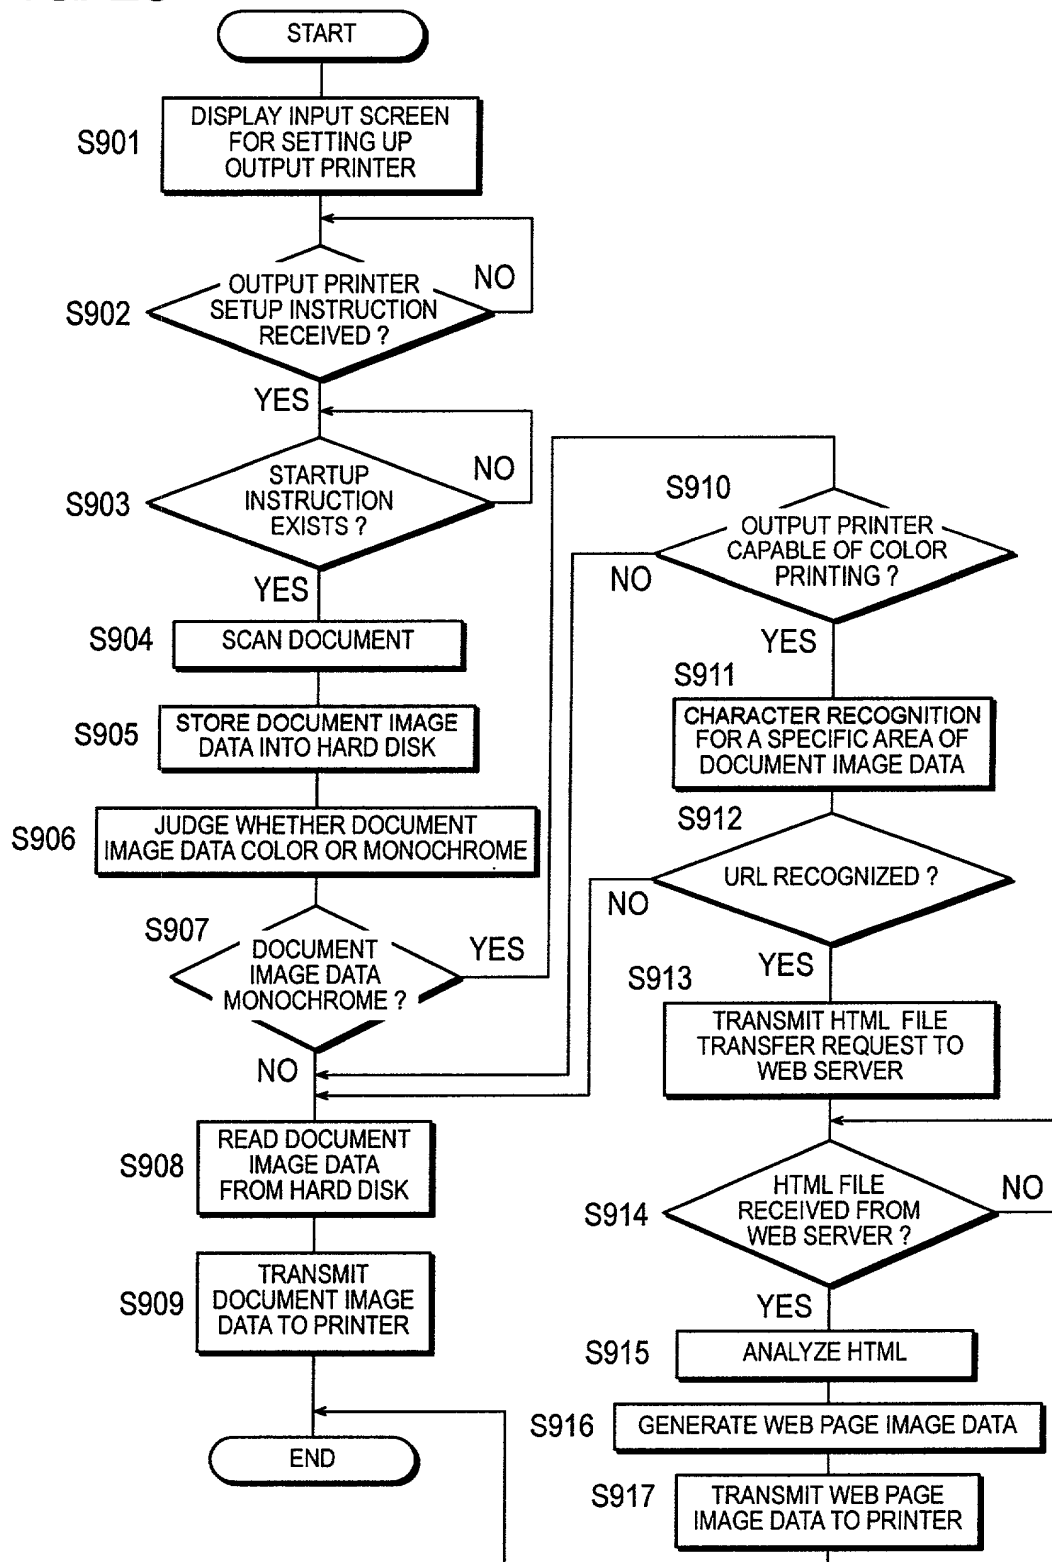 START
S901
DISPLAY INPUT SCREEN
FOR SETTING UP
OUTPUT PRINTER
S902
OUTPUT PRINTER
SETUP INSTRUCTION
RECEIVED ?
NO
YES
S903
STARTUP
INSTRUCTION
EXISTS ?
NO
YES
S904
SCAN DOCUMENT
S905
STORE DOCUMENT IMAGE
DATA INTO HARD DISK
S906
JUDGE WHETHER DOCUMENT
IMAGE DATA COLOR OR MONOCHROME
S907
DOCUMENT
IMAGE DATA
MONOCHROME ?
YES
NO
S908
READ DOCUMENT
IMAGE DATA
FROM HARD DISK
S909
TRANSMIT
DOCUMENT IMAGE
DATA TO PRINTER
END
S910
OUTPUT PRINTER
CAPABLE OF COLOR
PRINTING ?
NO
YES
S911
CHARACTER RECOGNITION
FOR A SPECIFIC AREA OF
DOCUMENT IMAGE DATA
S912
URL RECOGNIZED ?
NO
YES
S913
TRANSMIT HTML FILE
TRANSFER REQUEST TO
WEB SERVER
S914
HTML FILE
RECEIVED FROM
WEB SERVER ?
NO
YES
S915
ANALYZE HTML
S916
GENERATE WEB PAGE IMAGE DATA
S917
TRANSMIT WEB PAGE
IMAGE DATA TO PRINTER